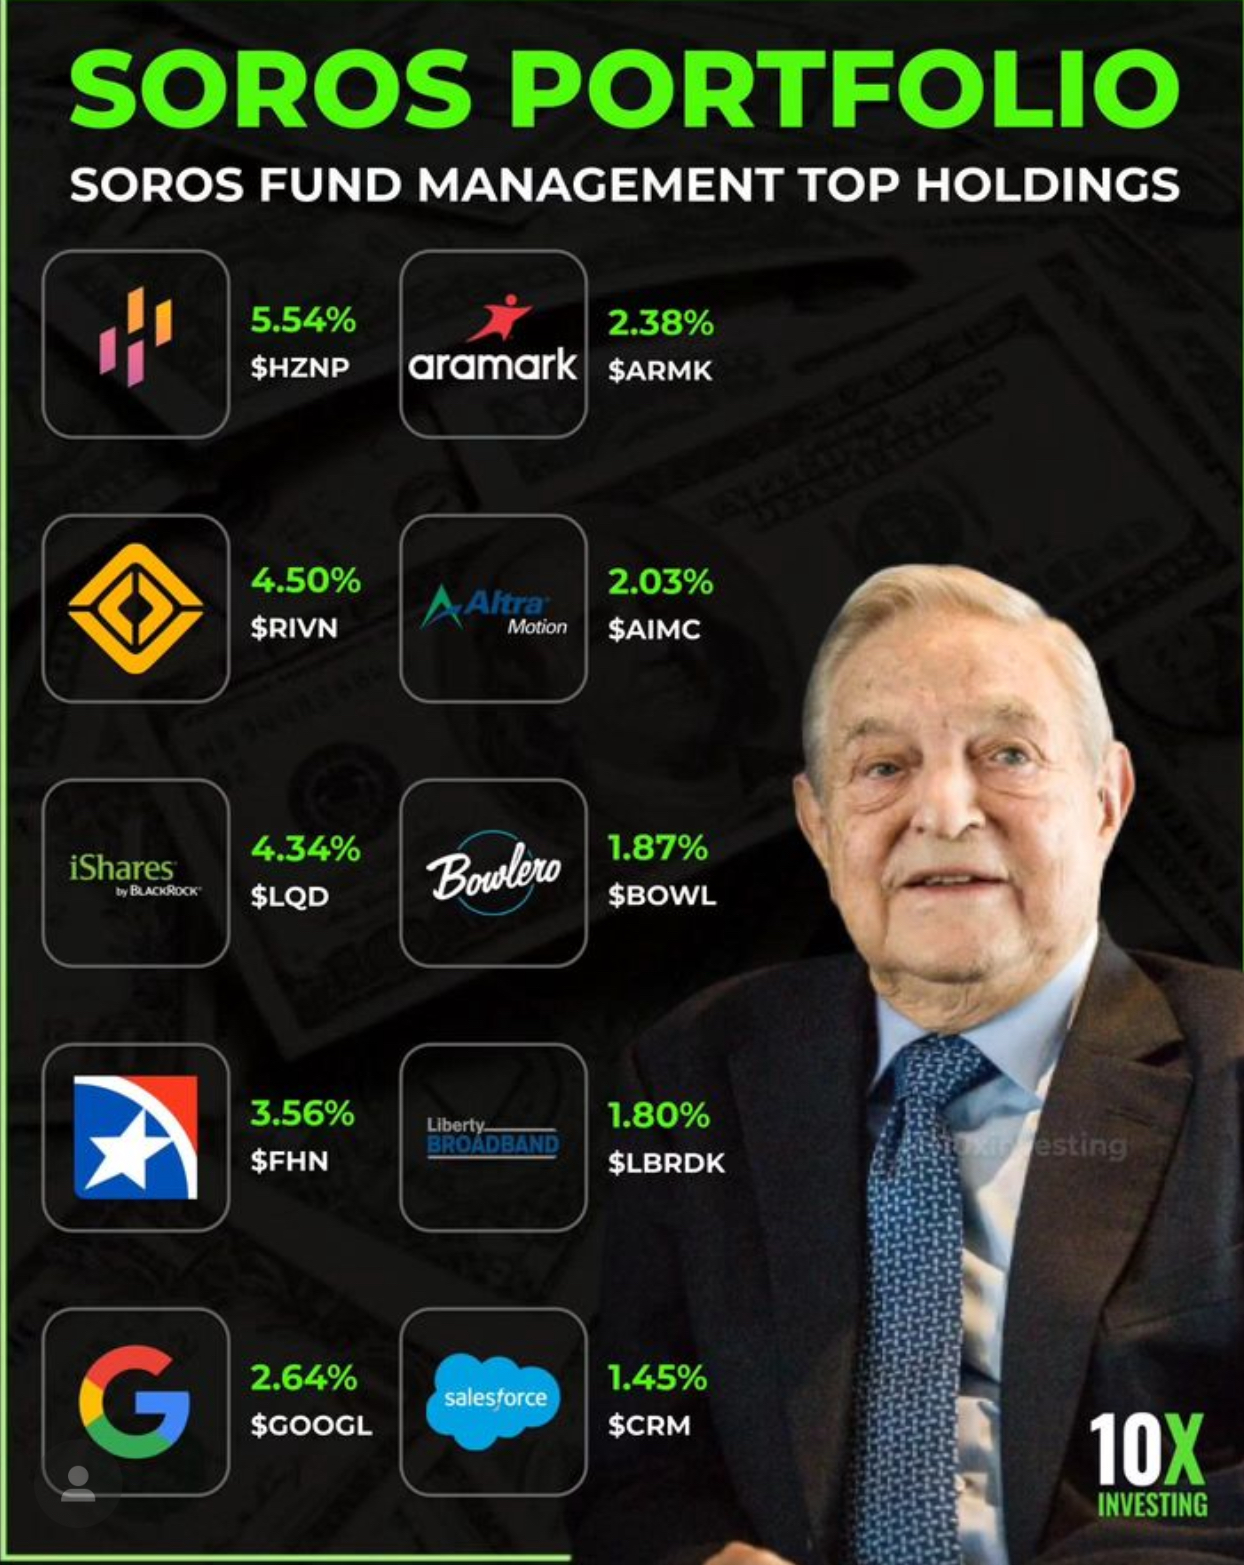 SOROS PORTFOLIO
SOROS FUND MANAGEMENT TOP HOLDINGS
5.54%
$HZNP
aramark
2.38%
$ARMK
4.50%
$RIVN
Altra
Motion
2.03%
$AIMC
iShares
by BLACKROCK®
4.34%
$LQD
Bowlero
1.87%
$BOWL
3.56%
$FHN
Liberty
BROADBAND
1.80%
$LBRDK
2.64%
$GOOGL
salesforce
1.45%
$CRM
10X
INVESTING